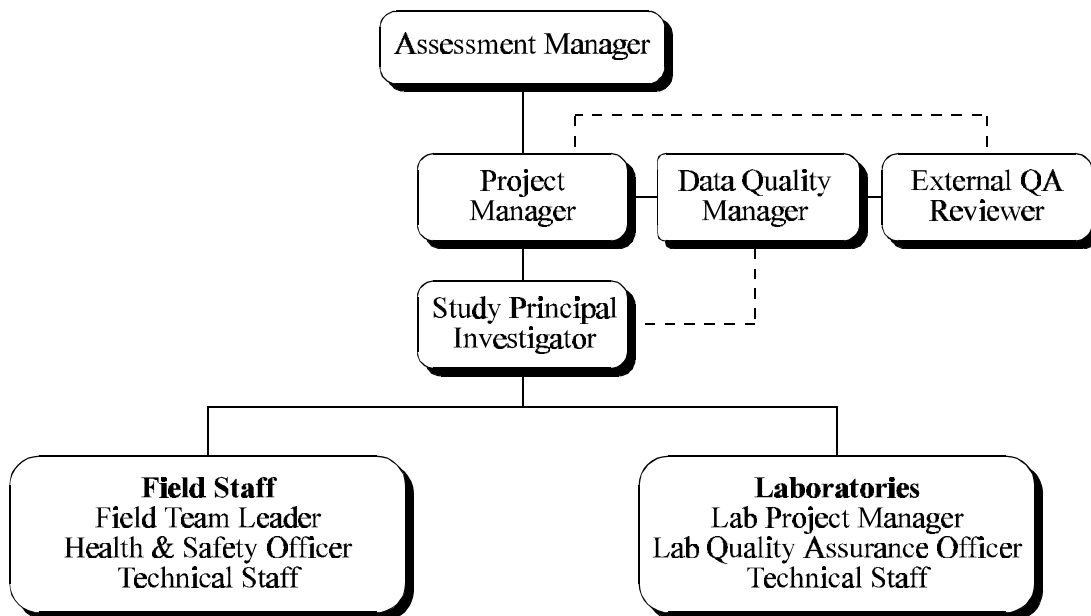 Assessment Manager
Project
Manager
Data Quality
Manager
External QA
Reviewer
Study Principal
Investigator
Field Staff
Field Team Leader
Health & Safety Officer
Technical Staff
Laboratories
Lab Project Manager
Lab Quality Assurance Officer
Technical Staff